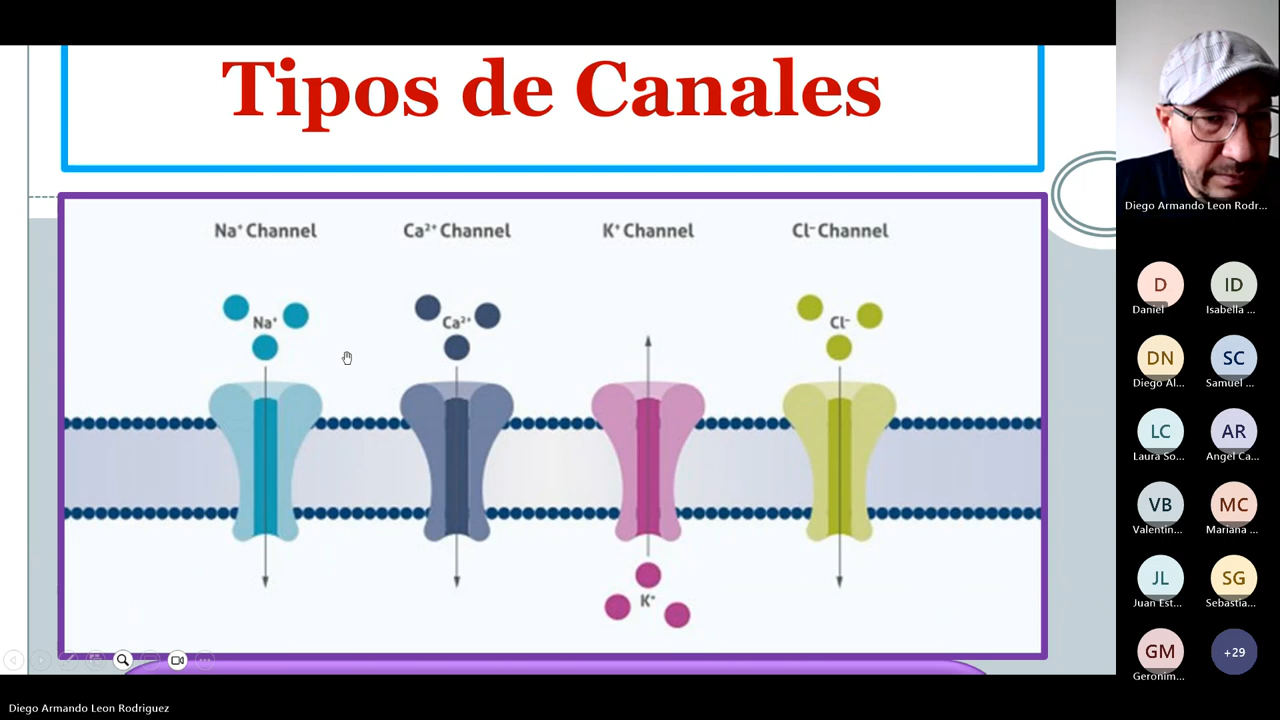 Tipos de Canales
Na⁺ Channel
Ca²⁺ Channel
K⁺ Channel
Cl⁻ Channel
Na⁺
Ca²⁺
Cl⁻
K⁺
Diego Armando Leon Rodr...
D
ID
Daniel
Isabella ...
DN
SC
Diego Al...
Samuel ...
LC
AR
Laura So...
Angel Ca...
VB
MC
Valentin...
Mariana ...
JL
SG
Juan Est...
Sebastia...
GM
+29
Geronim...
Diego Armando Leon Rodriguez